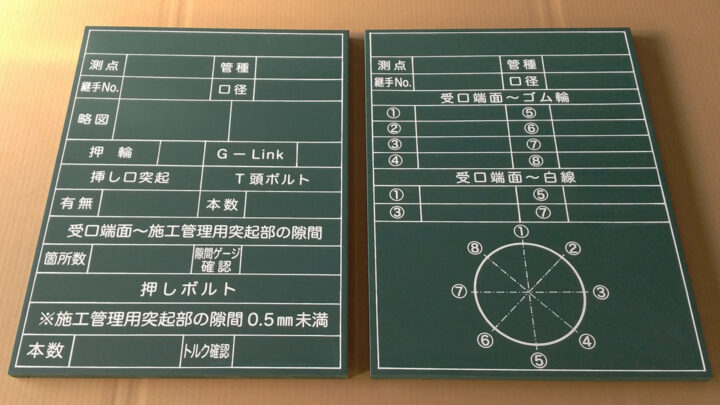 測点 管種
継手No. 口径
略図
押輪 G－Link
挿し口突起 T頭ボルト
有無 本数
受口端面～施工管理用突起部の隙間
箇所数 隙間ゲージ
確認
押しボルト
※施工管理用突起部の隙間0.5㎜未満
本数 トルク確認
測点 管種
継手No. 口径
受口端面～ゴム輪
① ⑤
② ⑥
③ ⑦
④ ⑧
受口端面～白線
① ⑤
③ ⑦
①
⑧ ②
⑦ ③
⑥ ④
⑤